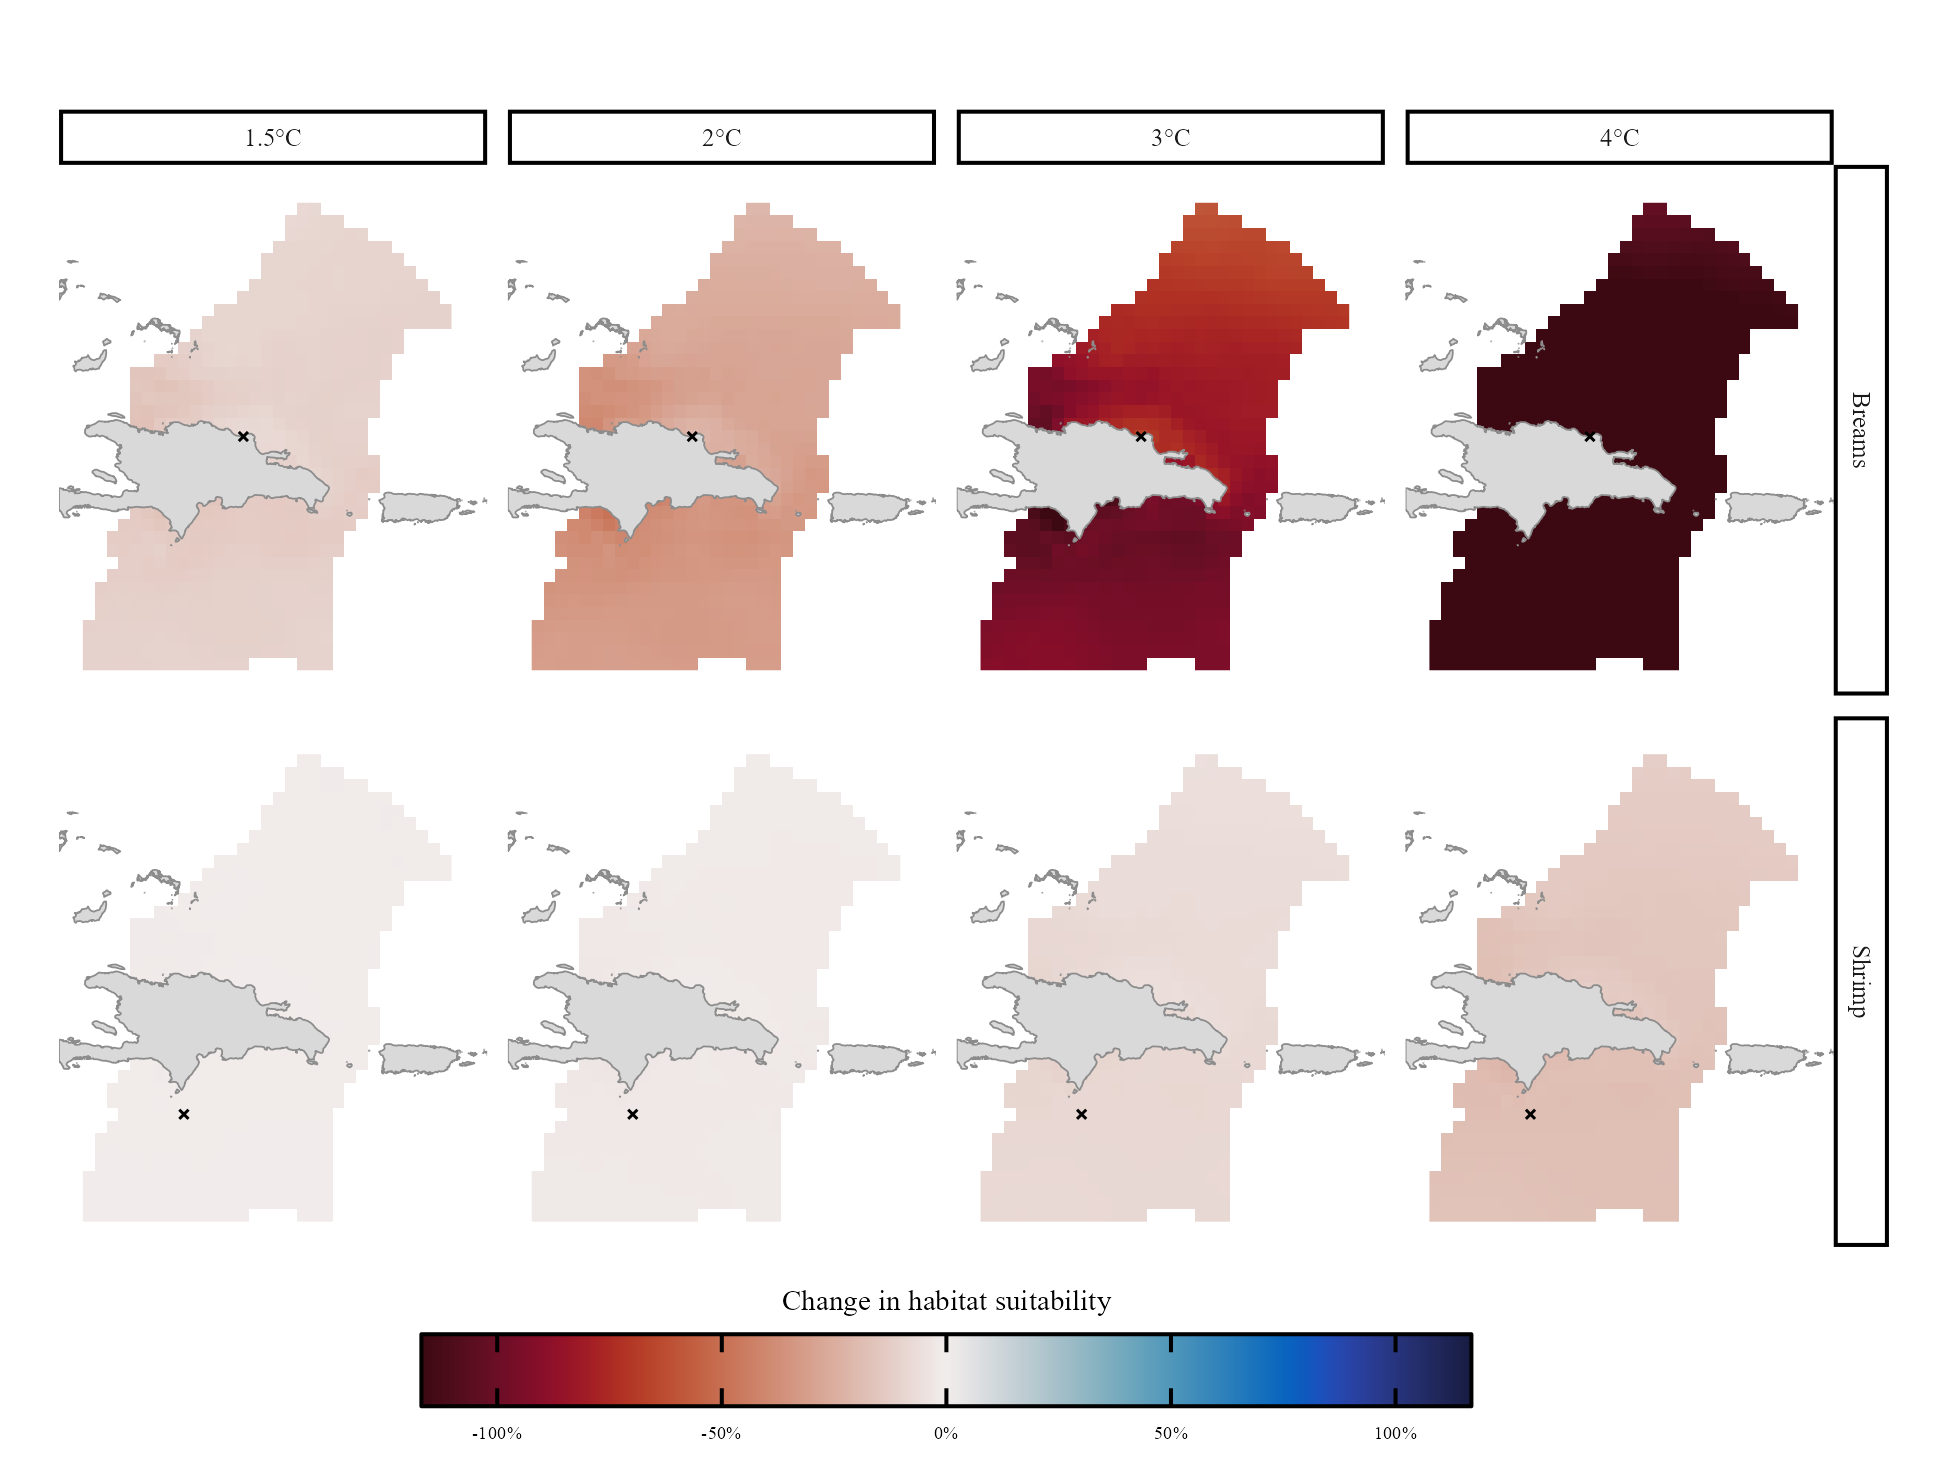 1.5°C
2°C
3°C
4°C
Breams
Shrimp
Change in habitat suitability
-100%
-50%
0%
50%
100%